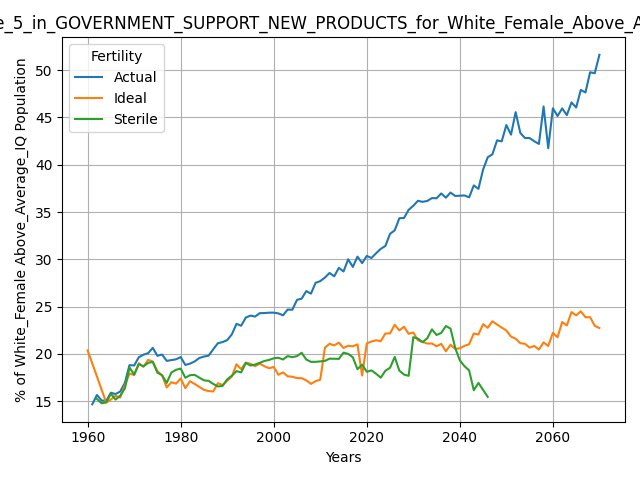 e_5_in_GOVERNMENT_SUPPORT_NEW_PRODUCTS_for_White_Female_Above_A
% of White_Female Above_Average_IQ Population
Fertility
Actual
Ideal
Sterile
50
45
40
35
30
25
20
15
1960
1980
2000
2020
2040
2060
Years